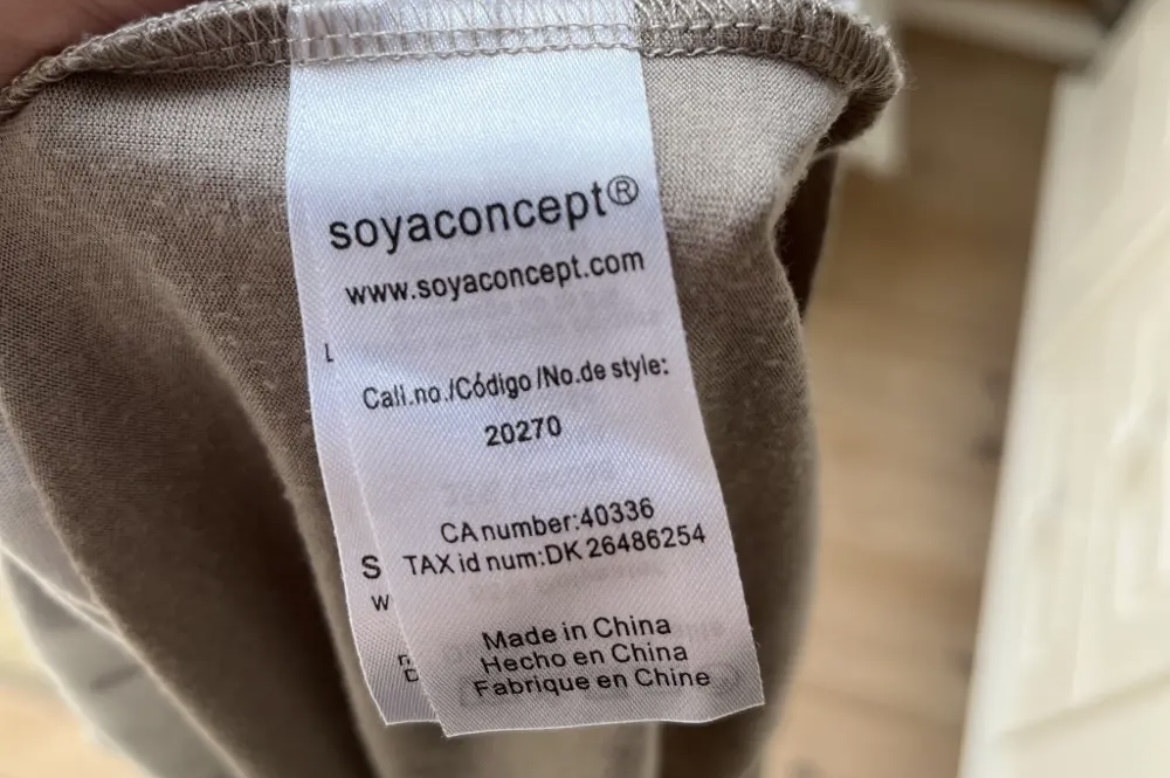 soyaconcept®
www.soyaconcept.com
Call.no./Código /No.de style:
20270
CA number:40336
TAX id num:DK 26486254
Made in China
Hecho en China
Fabrique en Chine